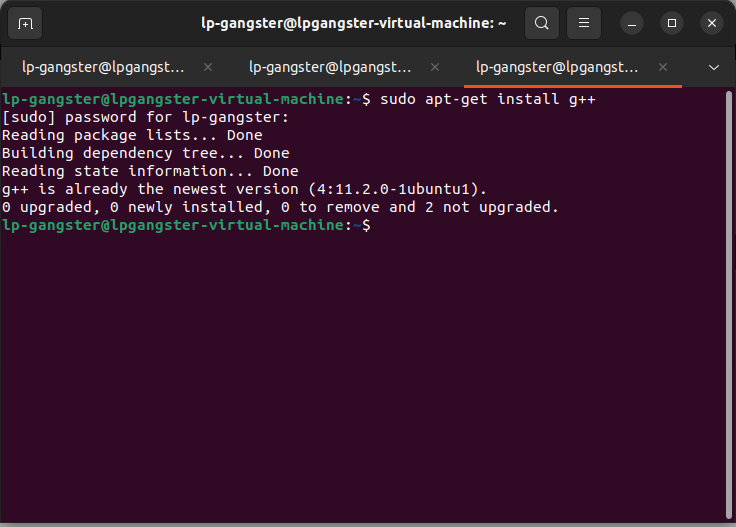 lp-gangster@lpgangster-virtual-machine: ~
lp-gangster@lpgangst... lp-gangster@lpgangst... lp-gangster@lpgangst...
lp-gangster@lpgangster-virtual-machine:~$ sudo apt-get install g++
[sudo] password for lp-gangster:
Reading package lists... Done
Building dependency tree... Done
Reading state information... Done
g++ is already the newest version (4:11.2.0-1ubuntu1).
0 upgraded, 0 newly installed, 0 to remove and 2 not upgraded.
lp-gangster@lpgangster-virtual-machine:~$